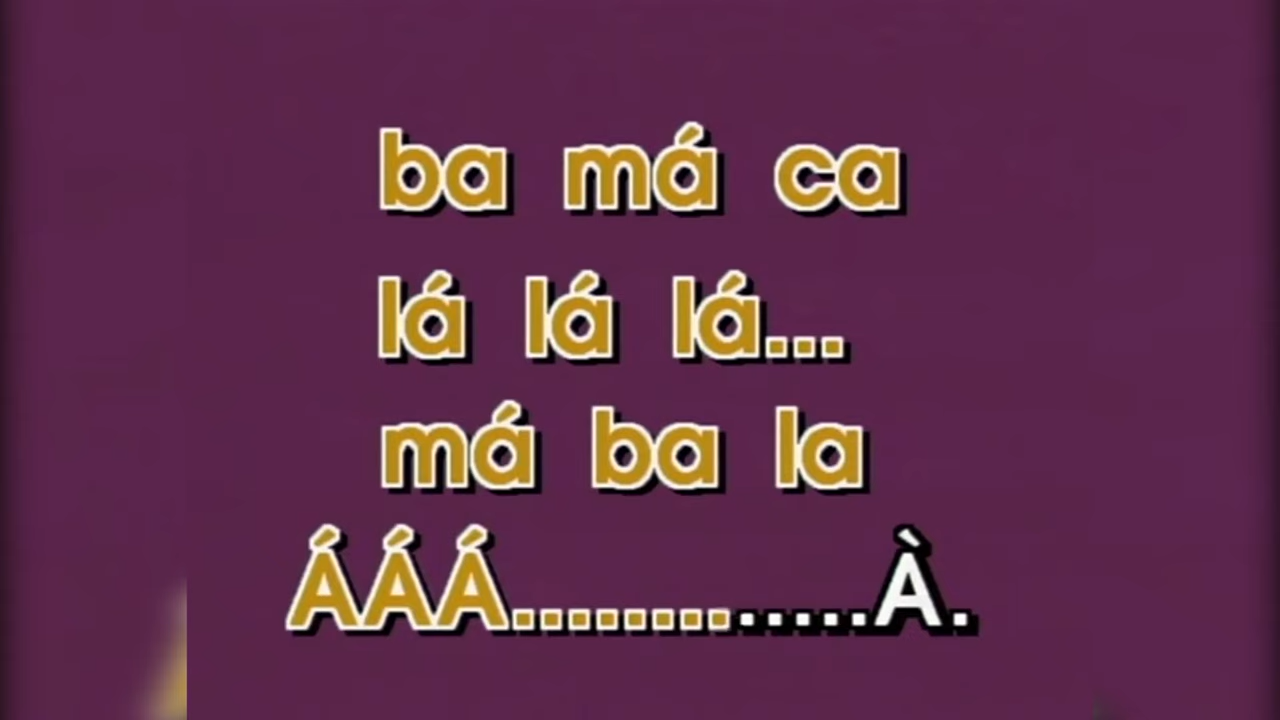 ba má ca
lá lá lá...
má ba la
ÁÁÁ.............À.